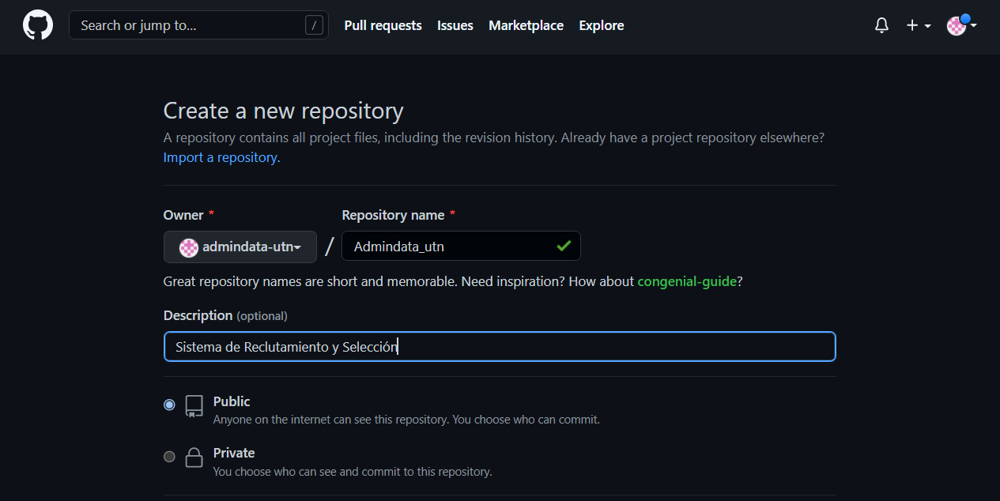 Search or jump to... /
Pull requests Issues Marketplace Explore
Create a new repository
A repository contains all project files, including the revision history. Already have a project repository elsewhere?
Import a repository.
Owner * Repository name *
admindata-utn / Admindata_utn
Great repository names are short and memorable. Need inspiration? How about congenial-guide?
Description (optional)
Sistema de Reclutamiento y Selección
Public
Anyone on the internet can see this repository. You choose who can commit.
Private
You choose who can see and commit to this repository.